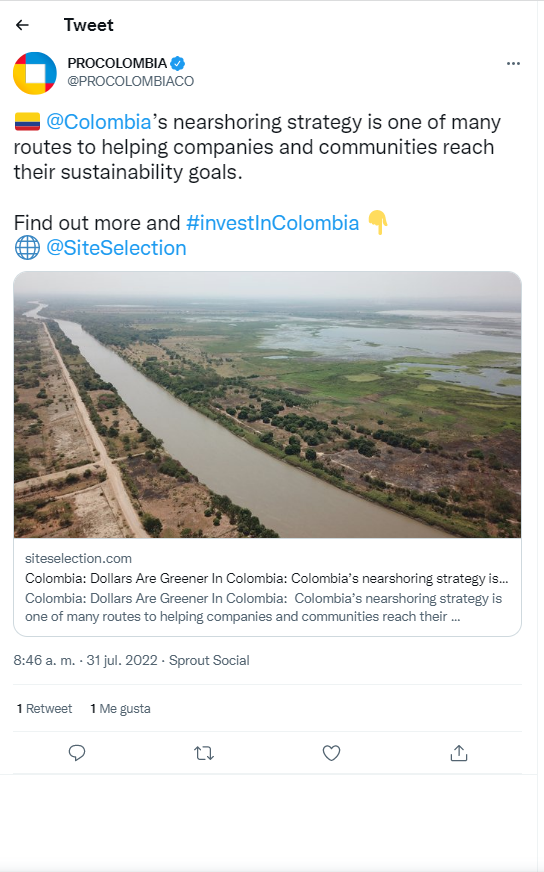 Tweet
PROCOLOMBIA
@PROCOLOMBIACO
@Colombia's nearshoring strategy is one of many
routes to helping companies and communities reach
their sustainability goals.
Find out more and #investInColombia
@SiteSelection
siteselection.com
Colombia: Dollars Are Greener In Colombia: Colombia's nearshoring strategy is...
Colombia: Dollars Are Greener In Colombia:  Colombia's nearshoring strategy is
one of many routes to helping companies and communities reach their ...
8:46 a. m. · 31 jul. 2022 · Sprout Social
1 Retweet 1 Me gusta